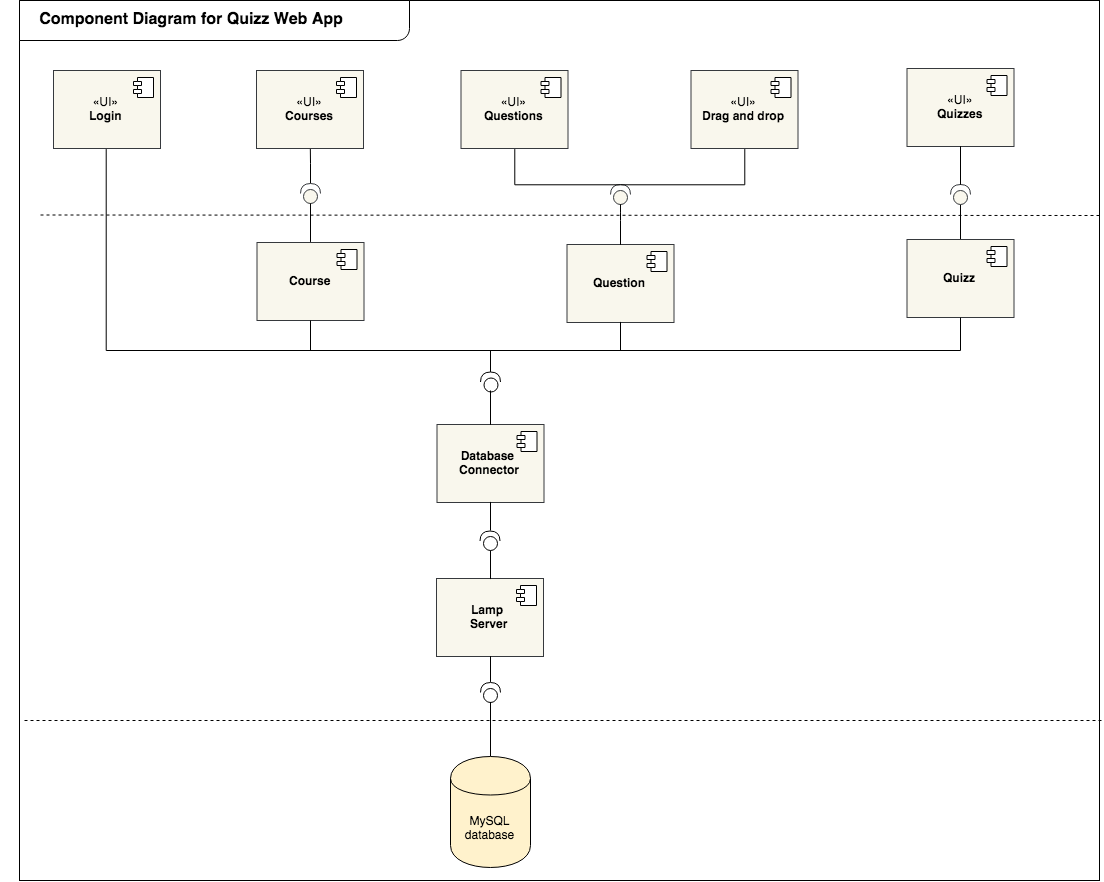 Component Diagram for Quizz Web App
«UI»
Login
«UI»
Courses
«UI»
Questions
«UI»
Drag and drop
«UI»
Quizzes
Course
Question
Quizz
Database
Connector
Lamp
Server
MySQL
database